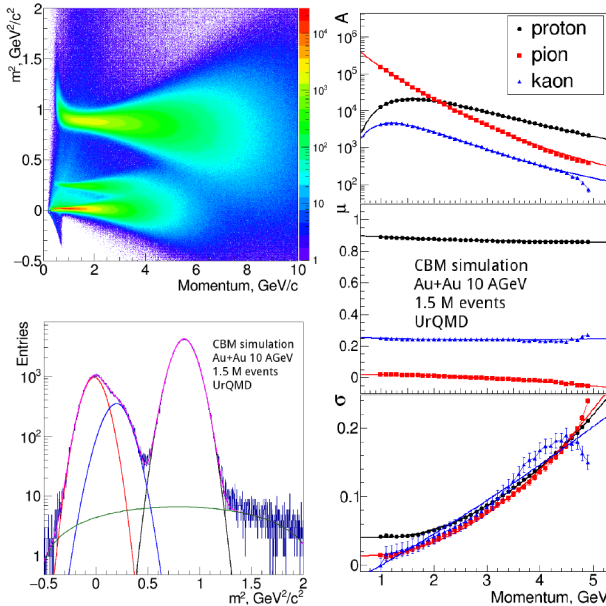 m², GeV²/c²
2
1.5
1
0.5
0
-0.5
0
2
4
6
8
10
Momentum, GeV/c
10⁴
10³
10²
10
1
Entries
10³
10²
10
1
CBM simulation
Au+Au 10 AGeV
1.5 M events
UrQMD
-0.5
0
0.5
1
1.5
2
m², GeV²/c²
A
10⁶
10⁵
10⁴
10³
10²
proton
pion
kaon
μ
0.8
0.6
0.4
0.2
0
CBM simulation
Au+Au 10 AGeV
1.5 M events
UrQMD
σ
0.2
0.1
0
1
2
3
4
5
Momentum, GeV/c